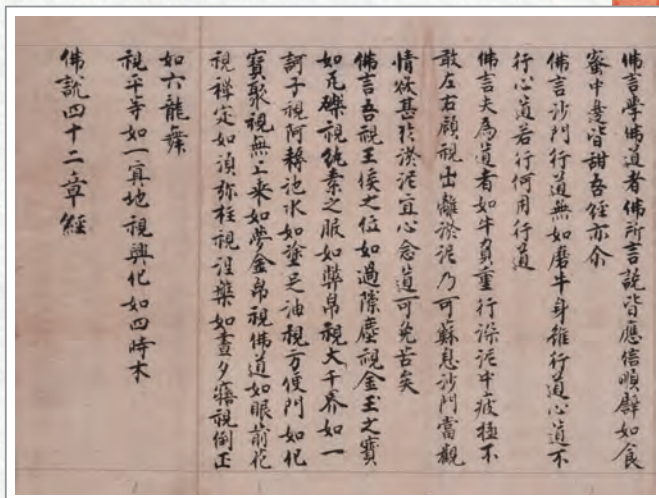 佛言學佛道者佛所言說皆應信順譬如食
蜜中邊皆甜吾經亦尒
佛言沙門行道無如磨牛身雖行道心道不
行心道若行何用行道
佛言夫為道者如牛負重行深泥中疲極不
敢左右顧視出離淤泥乃可蘇息沙門當觀
情欲甚於淤泥直心念道可免苦矣
佛言吾視王侯之位如過隙塵視金玉之寶
如瓦礫視紈素之服如弊帛視大千界如一
訶子視阿耨池水如塗足油視方便門如化
寶聚視無上乘如夢金帛視佛道如眼前花
視禪定如須弥柱視涅槃如晝夕寤視倒正
如六龍舞
視平等如一真地視興化如四時木
佛說四十二章經